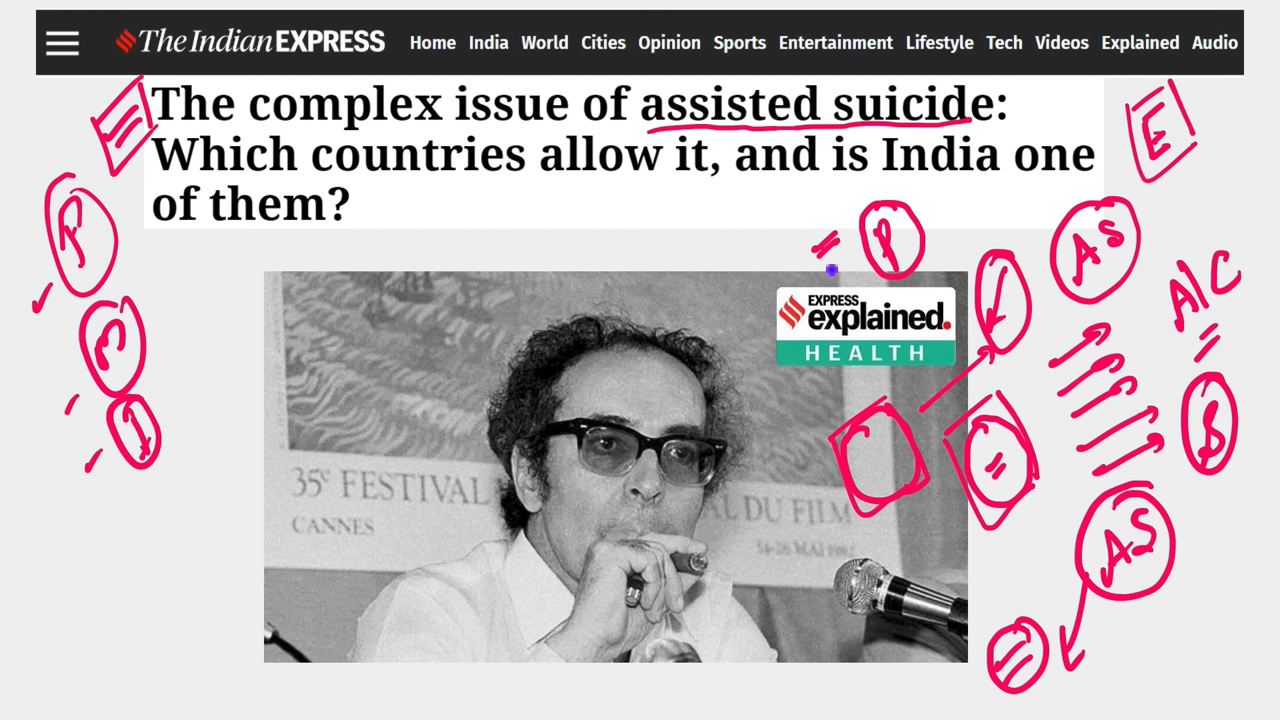 The Indian EXPRESS Home India World Cities Opinion Sports Entertainment Lifestyle Tech Videos Explained Audio
The complex issue of assisted suicide:
Which countries allow it, and is India one
of them?
E
AS
A/C
EXPRESS
explained.
HEALTH
35e FESTIVAL AL DU FILM
CANNES
AS